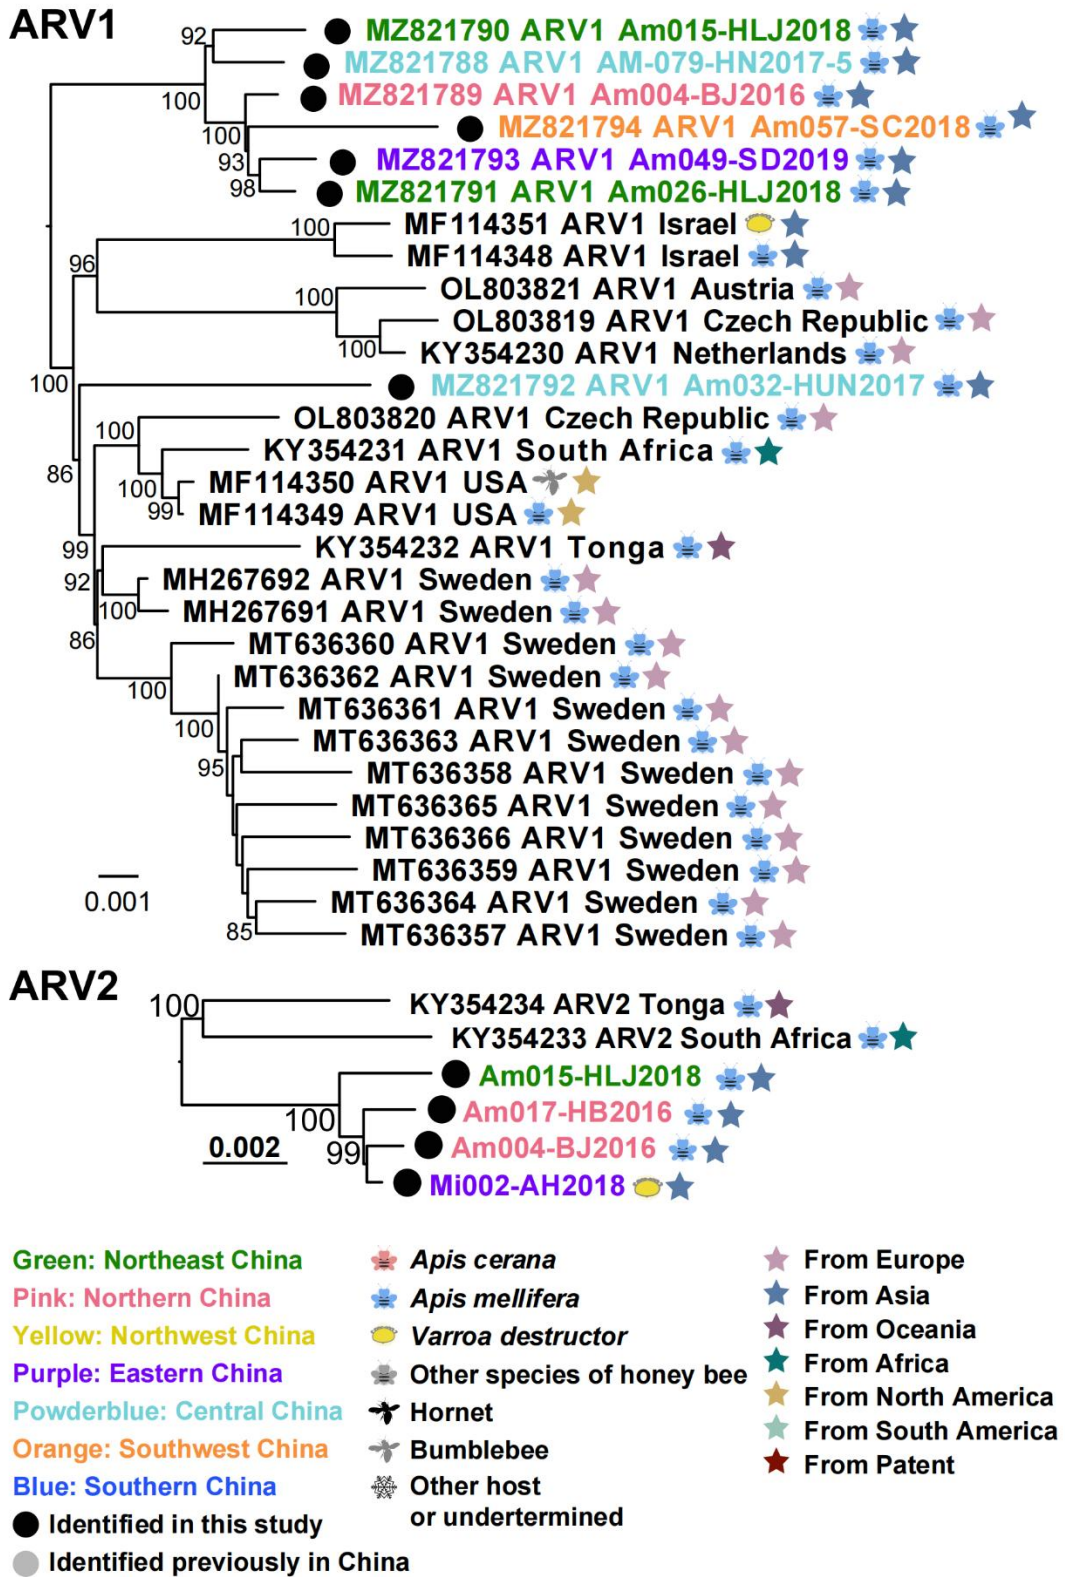 ARV1
92
MZ821790 ARV1 Am015-HLJ2018
MZ821788 ARV1 AM-079-HN2017-5
100
MZ821789 ARV1 Am004-BJ2016
100
MZ821794 ARV1 Am057-SC2018
93
MZ821793 ARV1 Am049-SD2019
98
MZ821791 ARV1 Am026-HLJ2018
100
MF114351 ARV1 Israel
MF114348 ARV1 Israel
96
100
OL803821 ARV1 Austria
OL803819 ARV1 Czech Republic
100
KY354230 ARV1 Netherlands
100
MZ821792 ARV1 Am032-HUN2017
100
OL803820 ARV1 Czech Republic
KY354231 ARV1 South Africa
86
100
MF114350 ARV1 USA
99
MF114349 ARV1 USA
99
KY354232 ARV1 Tonga
92
MH267692 ARV1 Sweden
100
MH267691 ARV1 Sweden
86
MT636360 ARV1 Sweden
100
MT636362 ARV1 Sweden
100
MT636361 ARV1 Sweden
MT636363 ARV1 Sweden
95
MT636358 ARV1 Sweden
MT636365 ARV1 Sweden
MT636366 ARV1 Sweden
MT636359 ARV1 Sweden
0.001
MT636364 ARV1 Sweden
85
MT636357 ARV1 Sweden
ARV2
100
KY354234 ARV2 Tonga
KY354233 ARV2 South Africa
Am015-HLJ2018
100
Am017-HB2016
99
Am004-BJ2016
0.002
Mi002-AH2018
Green: Northeast China
Pink: Northern China
Yellow: Northwest China
Purple: Eastern China
Powderblue: Central China
Orange: Southwest China
Blue: Southern China
Identified in this study
Identified previously in China
Apis cerana
Apis mellifera
Varroa destructor
Other species of honey bee
Hornet
Bumblebee
Other host
or undertermined
From Europe
From Asia
From Oceania
From Africa
From North America
From South America
From Patent